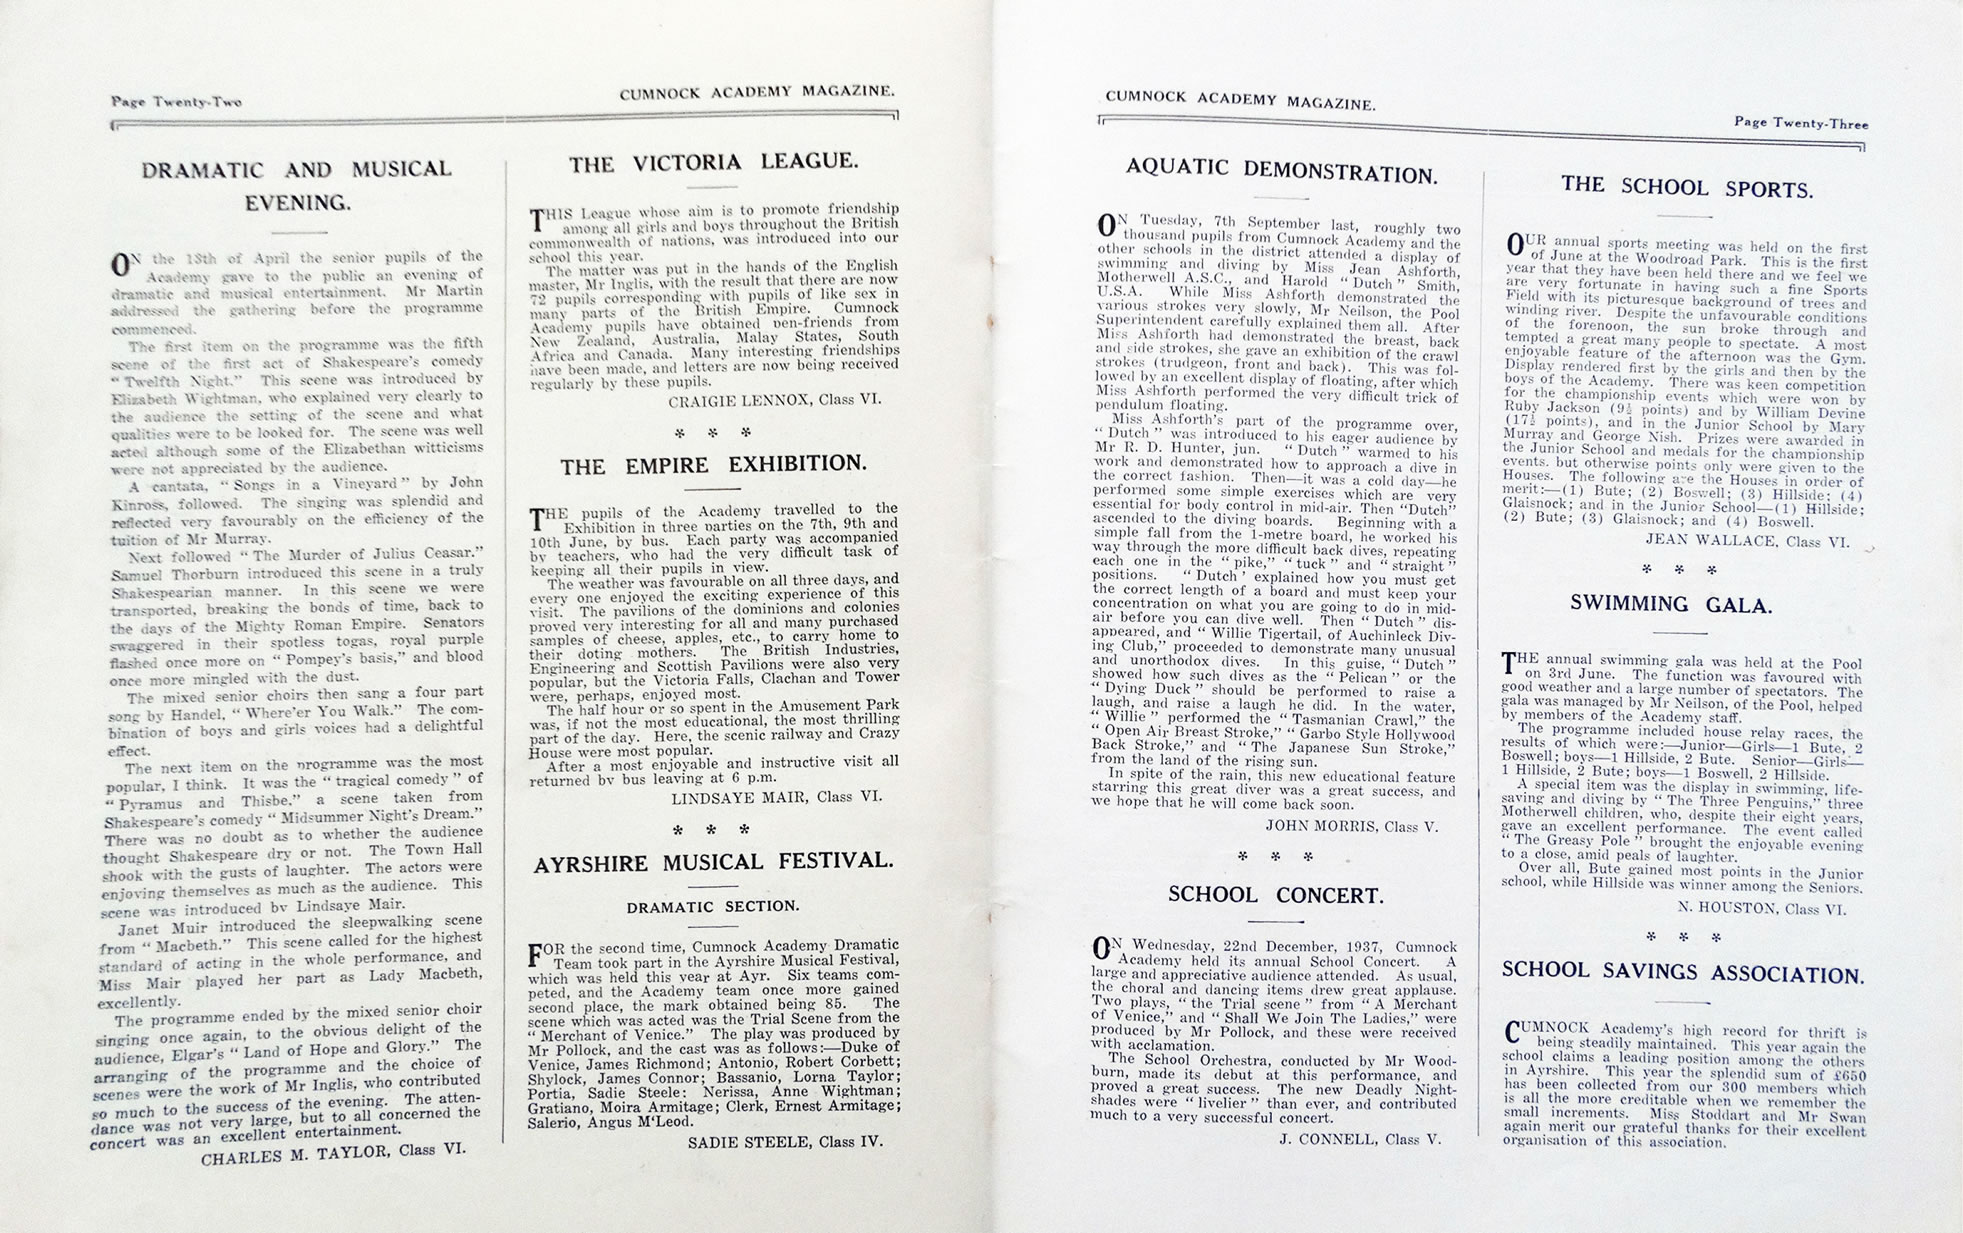 Page Twenty-Two
CUMNOCK ACADEMY MAGAZINE.
DRAMATIC AND MUSICAL
EVENING.
ON the 13th of April the senior pupils of the
Academy gave to the public an evening of
dramatic and musical entertainment. Mr Martin
addressed the gathering before the programme
commenced.
The first item on the programme was the fifth
scene of the first act of Shakespeare's comedy
"Twelfth Night." This scene was introduced by
Elizabeth Wightman, who explained very clearly to
the audience the setting of the scene and what
qualities were to be looked for. The scene was well
acted although some of the Elizabethan witticisms
were not appreciated by the audience.
A cantata, "Songs in a Vineyard" by John
Kinross, followed. The singing was splendid and
reflected very favourably on the efficiency of the
tuition of Mr Murray.
Next followed "The Murder of Julius Ceasar."
Samuel Thorburn introduced this scene in a truly
Shakespearian manner. In this scene we were
transported, breaking the bonds of time, back to
the days of the Mighty Roman Empire. Senators
swaggered in their spotless togas, royal purple
flashed once more on "Pompey's basis," and blood
once more mingled with the dust.
The mixed senior choirs then sang a four part
song by Handel, "Where'er You Walk." The com-
bination of boys and girls voices had a delightful
effect.
The next item on the programme was the most
popular, I think. It was the "tragical comedy" of
"Pyramus and Thisbe," a scene taken from
Shakespeare's comedy "Midsummer Night's Dream."
There was no doubt as to whether the audience
thought Shakespeare dry or not. The Town Hall
shook with the gusts of laughter. The actors were
enjoying themselves as much as the audience. This
scene was introduced by Lindsaye Mair.
Janet Muir introduced the sleepwalking scene
from "Macbeth." This scene called for the highest
standard of acting in the whole performance, and
Miss Mair played her part as Lady Macbeth,
excellently.
The programme ended by the mixed senior choir
singing once again, to the obvious delight of the
audience, Elgar's "Land of Hope and Glory." The
arranging of the programme and the choice of
scenes were the work of Mr Inglis, who contributed
so much to the success of the evening. The atten-
dance was not very large, but to all concerned the
concert was an excellent entertainment.
CHARLES M. TAYLOR, Class VI.
THE VICTORIA LEAGUE.
THIS League whose aim is to promote friendship
among all girls and boys throughout the British
commonwealth of nations, was introduced into our
school this year.
The matter was put in the hands of the English
master, Mr Inglis, with the result that there are now
72 pupils corresponding with pupils of like sex in
many parts of the British Empire. Cumnock
Academy pupils have obtained pen-friends from
New Zealand, Australia, Malay States, South
Africa and Canada. Many interesting friendships
have been made, and letters are now being received
regularly by these pupils.
CRAIGIE LENNOX, Class VI.
* * *
THE EMPIRE EXHIBITION.
THE pupils of the Academy travelled to the
Exhibition in three parties on the 7th, 9th and
10th June, by bus. Each party was accompanied
by teachers, who had the very difficult task of
keeping all their pupils in view.
The weather was favourable on all three days, and
every one enjoyed the exciting experience of this
visit. The pavilions of the dominions and colonies
proved very interesting for all and many purchased
samples of cheese, apples, etc., to carry home to
their doting mothers. The British Industries,
Engineering and Scottish Pavilions were also very
popular, but the Victoria Falls, Clachan and Tower
were, perhaps, enjoyed most.
The half hour or so spent in the Amusement Park
was, if not the most educational, the most thrilling
part of the day. Here, the scenic railway and Crazy
House were most popular.
After a most enjoyable and instructive visit all
returned by bus leaving at 6 p.m.
LINDSAYE MAIR, Class VI.
* * *
AYRSHIRE MUSICAL FESTIVAL.
DRAMATIC SECTION.
FOR the second time, Cumnock Academy Dramatic
Team took part in the Ayrshire Musical Festival,
which was held this year at Ayr. Six teams com-
peted, and the Academy team once more gained
second place, the mark obtained being 85. The
scene which was acted was the Trial Scene from the
"Merchant of Venice." The play was produced by
Mr Pollock, and the cast was as follows:—Duke of
Venice, James Richmond; Antonio, Robert Corbett;
Shylock, James Connor; Bassanio, Lorna Taylor;
Portia, Sadie Steele; Nerissa, Anne Wightman;
Gratiano, Moira Armitage; Clerk, Ernest Armitage;
Salerio, Angus M'Leod.
SADIE STEELE, Class IV.
CUMNOCK ACADEMY MAGAZINE.
Page Twenty-Three
AQUATIC DEMONSTRATION.
ON Tuesday, 7th September last, roughly two
thousand pupils from Cumnock Academy and the
other schools in the district attended a display of
swimming and diving by Miss Jean Ashforth,
Motherwell A.S.C., and Harold "Dutch" Smith,
U.S.A. While Miss Ashforth demonstrated the
various strokes very slowly, Mr Neilson, the Pool
Superintendent carefully explained them all. After
Miss Ashforth had demonstrated the breast, back
and side strokes, she gave an exhibition of the crawl
strokes (trudgeon, front and back). This was fol-
lowed by an excellent display of floating, after which
Miss Ashforth performed the very difficult trick of
pendulum floating.
Miss Ashforth's part of the programme over,
"Dutch" was introduced to his eager audience by
Mr R. D. Hunter, jun. "Dutch" warmed to his
work and demonstrated how to approach a dive in
the correct fashion. Then—it was a cold day—he
performed some simple exercises which are very
essential for body control in mid-air. Then "Dutch"
ascended to the diving boards. Beginning with a
simple fall from the 1-metre board, he worked his
way through the more difficult back dives, repeating
each one in the "pike," "tuck" and "straight"
positions. "Dutch' explained how you must get
the correct length of a board and must keep your
concentration on what you are going to do in mid-
air before you can dive well. Then "Dutch" dis-
appeared, and "Willie Tigertail, of Auchinleck Div-
ing Club," proceeded to demonstrate many unusual
and unorthodox dives. In this guise, "Dutch"
showed how such dives as the "Pelican" or the
"Dying Duck" should be performed to raise a
laugh, and raise a laugh he did. In the water,
"Willie" performed the "Tasmanian Crawl," the
"Open Air Breast Stroke," "Garbo Style Hollywood
Back Stroke," and "The Japanese Sun Stroke,"
from the land of the rising sun.
In spite of the rain, this new educational feature
starring this great diver was a great success, and
we hope that he will come back soon.
JOHN MORRIS, Class V.
* * *
SCHOOL CONCERT.
ON Wednesday, 22nd December, 1937, Cumnock
Academy held its annual School Concert. A
large and appreciative audience attended. As usual,
the choral and dancing items drew great applause.
Two plays, "the Trial scene" from "A Merchant
of Venice," and "Shall We Join The Ladies," were
produced by Mr Pollock, and these were received
with acclamation.
The School Orchestra, conducted by Mr Wood-
burn, made its debut at this performance, and
proved a great success. The new Deadly Night-
shades were "livelier" than ever, and contributed
much to a very successful concert.
J. CONNELL, Class V.
THE SCHOOL SPORTS.
OUR annual sports meeting was held on the first
of June at the Woodroad Park. This is the first
year that they have been held there and we feel we
are very fortunate in having such a fine Sports
Field with its picturesque background of trees and
winding river. Despite the unfavourable conditions
of the forenoon, the sun broke through and
tempted a great many people to spectate. A most
enjoyable feature of the afternoon was the Gym.
Display rendered first by the girls and then by the
boys of the Academy. There was keen competition
for the championship events which were won by
Ruby Jackson (9½ points) and by William Devine
(17½ points), and in the Junior School by Mary
Murray and George Nish. Prizes were awarded in
the Junior School and medals for the championship
events. but otherwise points only were given to the
Houses. The following are the Houses in order of
merit:—(1) Bute; (2) Boswell; (3) Hillside; (4)
Glaisnock; and in the Junior School—(1) Hillside;
(2) Bute; (3) Glaisnock; and (4) Boswell.
JEAN WALLACE, Class VI.
* * *
SWIMMING GALA.
THE annual swimming gala was held at the Pool
on 3rd June. The function was favoured with
good weather and a large number of spectators. The
gala was managed by Mr Neilson, of the Pool, helped
by members of the Academy staff.
The programme included house relay races, the
results of which were:—Junior—Girls—1 Bute, 2
Boswell; boys—1 Hillside, 2 Bute. Senior—Girls—
1 Hillside, 2 Bute; boys—1 Boswell, 2 Hillside.
A special item was the display in swimming, life-
saving and diving by "The Three Penguins," three
Motherwell children, who, despite their eight years,
gave an excellent performance. The event called
"The Greasy Pole" brought the enjoyable evening
to a close, amid peals of laughter.
Over all, Bute gained most points in the Junior
school, while Hillside was winner among the Seniors.
N. HOUSTON, Class VI.
* * *
SCHOOL SAVINGS ASSOCIATION.
CUMNOCK Academy's high record for thrift is
being steadily maintained. This year again the
school claims a leading position among the others
in Ayrshire. This year the splendid sum of £650
has been collected from our 300 members which
is all the more creditable when we remember the
small increments. Miss Stoddart and Mr Swan
again merit our grateful thanks for their excellent
organisation of this association.